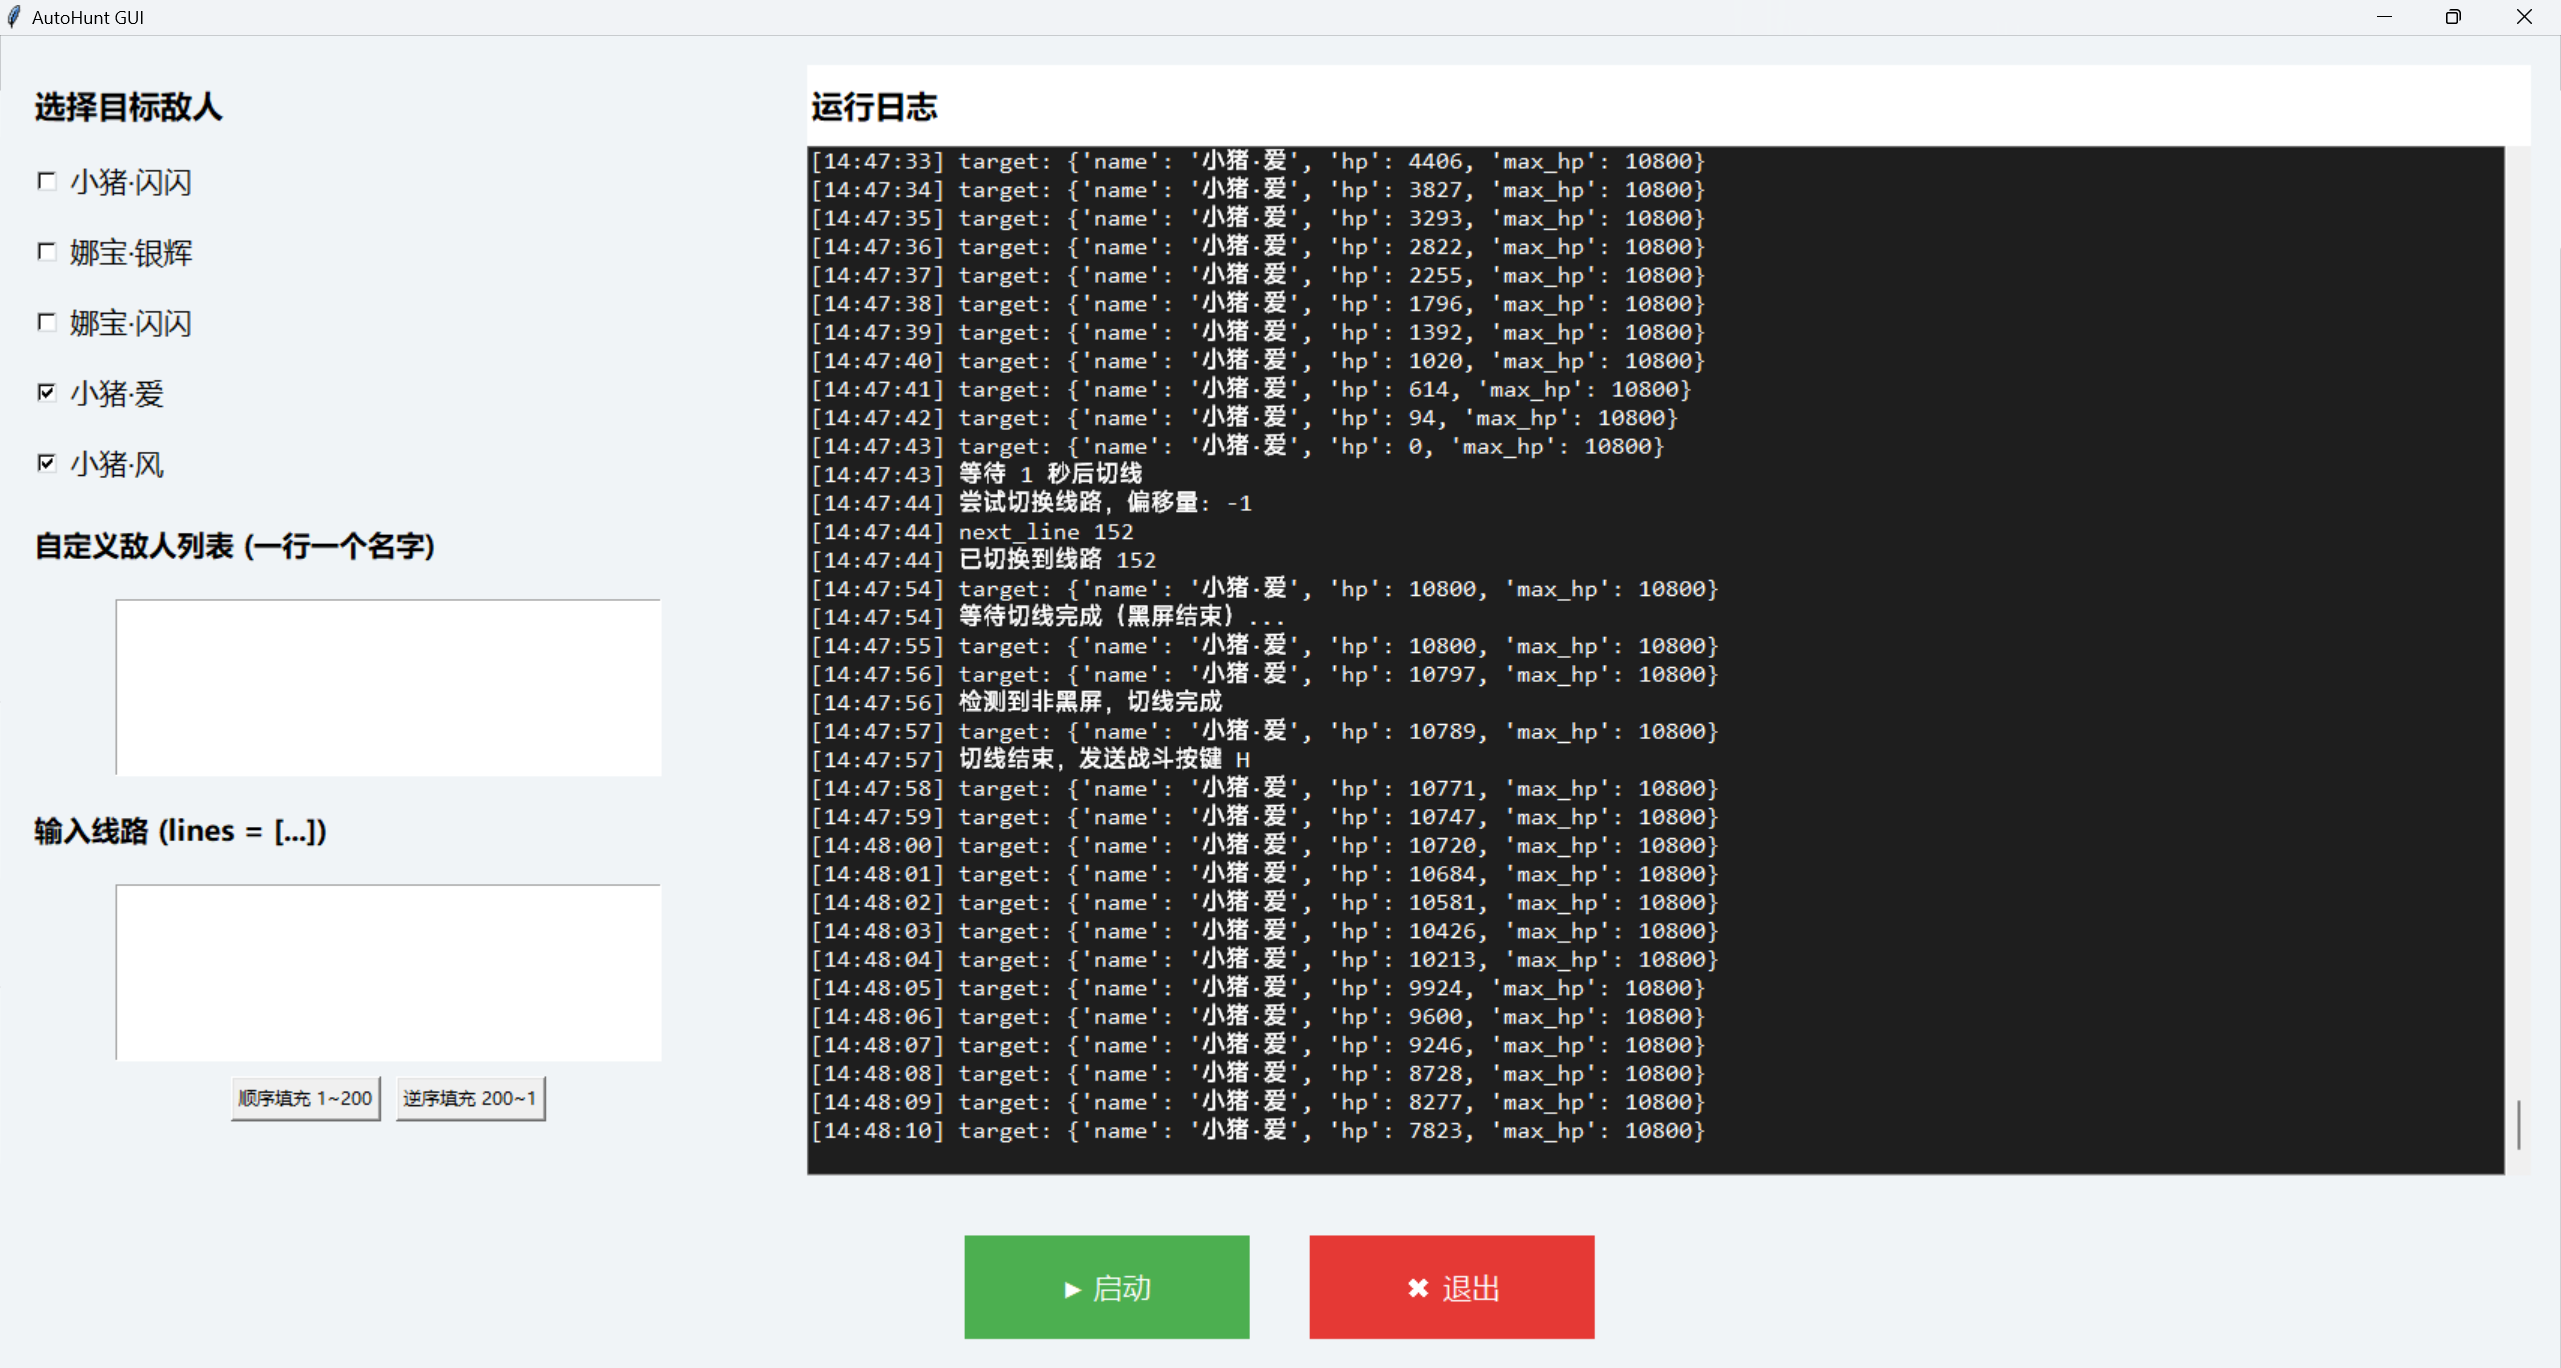 AutoHunt GUI
选择目标敌人
小猪·闪闪
娜宝·银辉
娜宝·闪闪
小猪·爱
小猪·风
自定义敌人列表 (一行一个名字)
输入线路 (lines = [...])
顺序填充 1~200
逆序填充 200~1
运行日志
[14:47:33] target: {'name': '小猪·爱', 'hp': 4406, 'max_hp': 10800}
[14:47:34] target: {'name': '小猪·爱', 'hp': 3827, 'max_hp': 10800}
[14:47:35] target: {'name': '小猪·爱', 'hp': 3293, 'max_hp': 10800}
[14:47:36] target: {'name': '小猪·爱', 'hp': 2822, 'max_hp': 10800}
[14:47:37] target: {'name': '小猪·爱', 'hp': 2255, 'max_hp': 10800}
[14:47:38] target: {'name': '小猪·爱', 'hp': 1796, 'max_hp': 10800}
[14:47:39] target: {'name': '小猪·爱', 'hp': 1392, 'max_hp': 10800}
[14:47:40] target: {'name': '小猪·爱', 'hp': 1020, 'max_hp': 10800}
[14:47:41] target: {'name': '小猪·爱', 'hp': 614, 'max_hp': 10800}
[14:47:42] target: {'name': '小猪·爱', 'hp': 94, 'max_hp': 10800}
[14:47:43] target: {'name': '小猪·爱', 'hp': 0, 'max_hp': 10800}
[14:47:43] 等待 1 秒后切线
[14:47:44] 尝试切换线路，偏移量: -1
[14:47:44] next_line 152
[14:47:44] 已切换到线路 152
[14:47:54] target: {'name': '小猪·爱', 'hp': 10800, 'max_hp': 10800}
[14:47:54] 等待切线完成（黑屏结束）...
[14:47:55] target: {'name': '小猪·爱', 'hp': 10800, 'max_hp': 10800}
[14:47:56] target: {'name': '小猪·爱', 'hp': 10797, 'max_hp': 10800}
[14:47:56] 检测到非黑屏，切线完成
[14:47:57] target: {'name': '小猪·爱', 'hp': 10789, 'max_hp': 10800}
[14:47:57] 切线结束，发送战斗按键 H
[14:47:58] target: {'name': '小猪·爱', 'hp': 10771, 'max_hp': 10800}
[14:47:59] target: {'name': '小猪·爱', 'hp': 10747, 'max_hp': 10800}
[14:48:00] target: {'name': '小猪·爱', 'hp': 10720, 'max_hp': 10800}
[14:48:01] target: {'name': '小猪·爱', 'hp': 10684, 'max_hp': 10800}
[14:48:02] target: {'name': '小猪·爱', 'hp': 10581, 'max_hp': 10800}
[14:48:03] target: {'name': '小猪·爱', 'hp': 10426, 'max_hp': 10800}
[14:48:04] target: {'name': '小猪·爱', 'hp': 10213, 'max_hp': 10800}
[14:48:05] target: {'name': '小猪·爱', 'hp': 9924, 'max_hp': 10800}
[14:48:06] target: {'name': '小猪·爱', 'hp': 9600, 'max_hp': 10800}
[14:48:07] target: {'name': '小猪·爱', 'hp': 9246, 'max_hp': 10800}
[14:48:08] target: {'name': '小猪·爱', 'hp': 8728, 'max_hp': 10800}
[14:48:09] target: {'name': '小猪·爱', 'hp': 8277, 'max_hp': 10800}
[14:48:10] target: {'name': '小猪·爱', 'hp': 7823, 'max_hp': 10800}
▶ 启动
✖ 退出